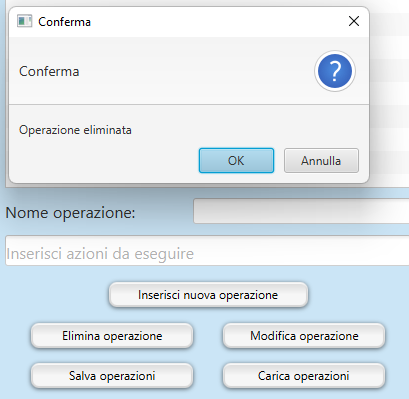 Conferma
Conferma
?
Operazione eliminata
OK Annulla
Nome operazione:
Inserisci azioni da eseguire
Inserisci nuova operazione
Elimina operazione Modifica operazione
Salva operazioni Carica operazioni